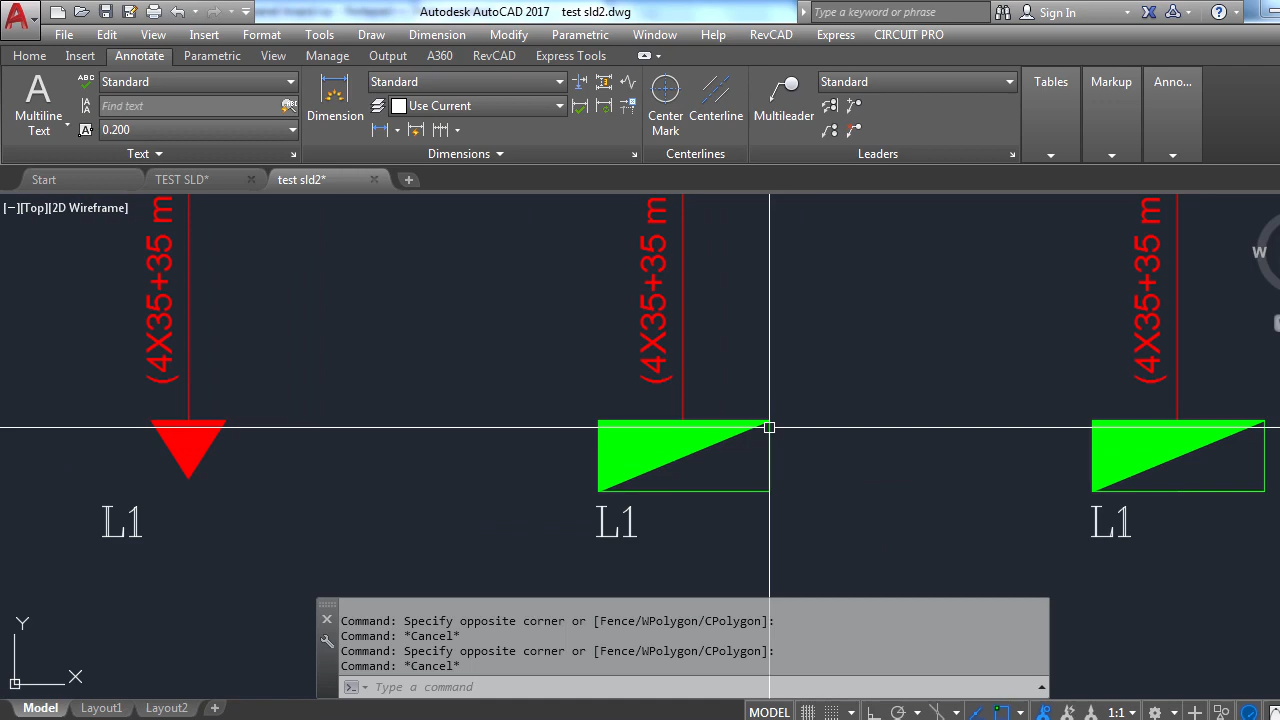 Autodesk AutoCAD 2017 test sld2.dwg
Type a keyword or phrase
Sign In
File Edit View Insert Format Tools Draw Dimension Modify Parametric Window Help RevCAD Express CIRCUIT PRO
Home Insert Annotate Parametric View Manage Output A360 RevCAD Express Tools
A ABC Standard
Find text
0.200
Multiline
Text
Text
Dimension
Standard
Use Current
Dimensions
Center
Mark
Centerline
Centerlines
Multileader
Standard
Leaders
Tables
Markup
Anno...
Start
TEST SLD*
test sld2*
[−][Top][2D Wireframe]
W
(4X35+35 m
(4X35+35 m
(4X35+35 m
L1
L1
L1
Y
X
Command: Specify opposite corner or [Fence/WPolygon/CPolygon]:
Command: *Cancel*
Command: Specify opposite corner or [Fence/WPolygon/CPolygon]:
Command: *Cancel*
Type a command
Model Layout1 Layout2
MODEL
1:1